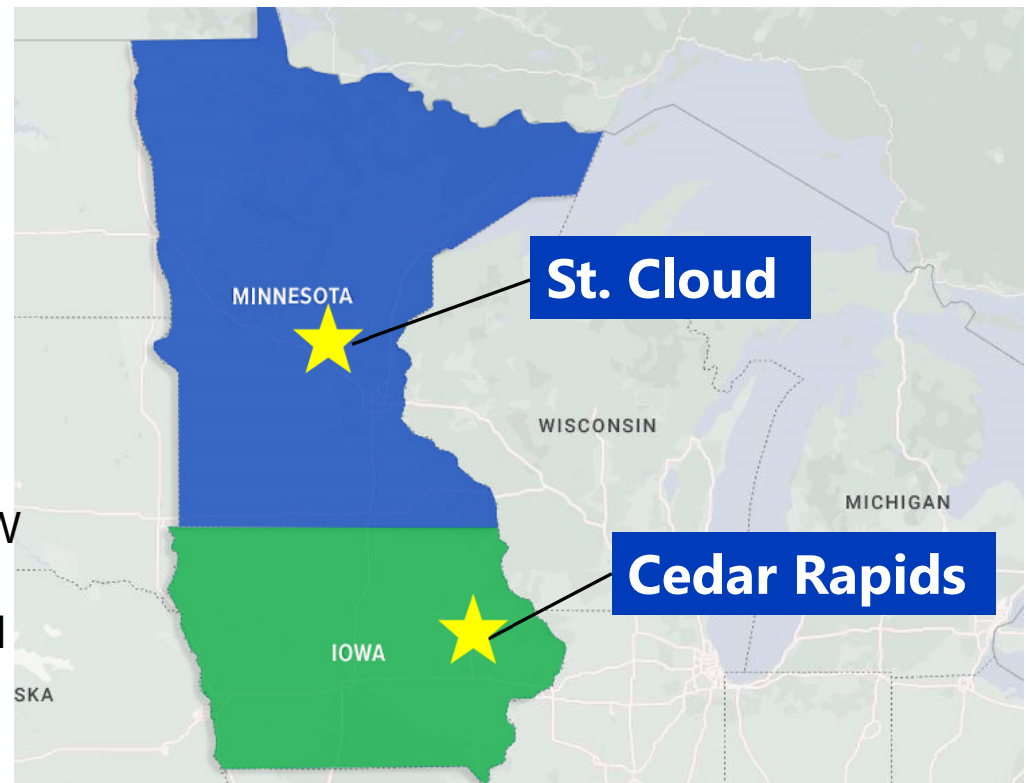 St. Cloud
MINNESOTA
WISCONSIN
MICHIGAN
W
Cedar Rapids
IOWA
SKA